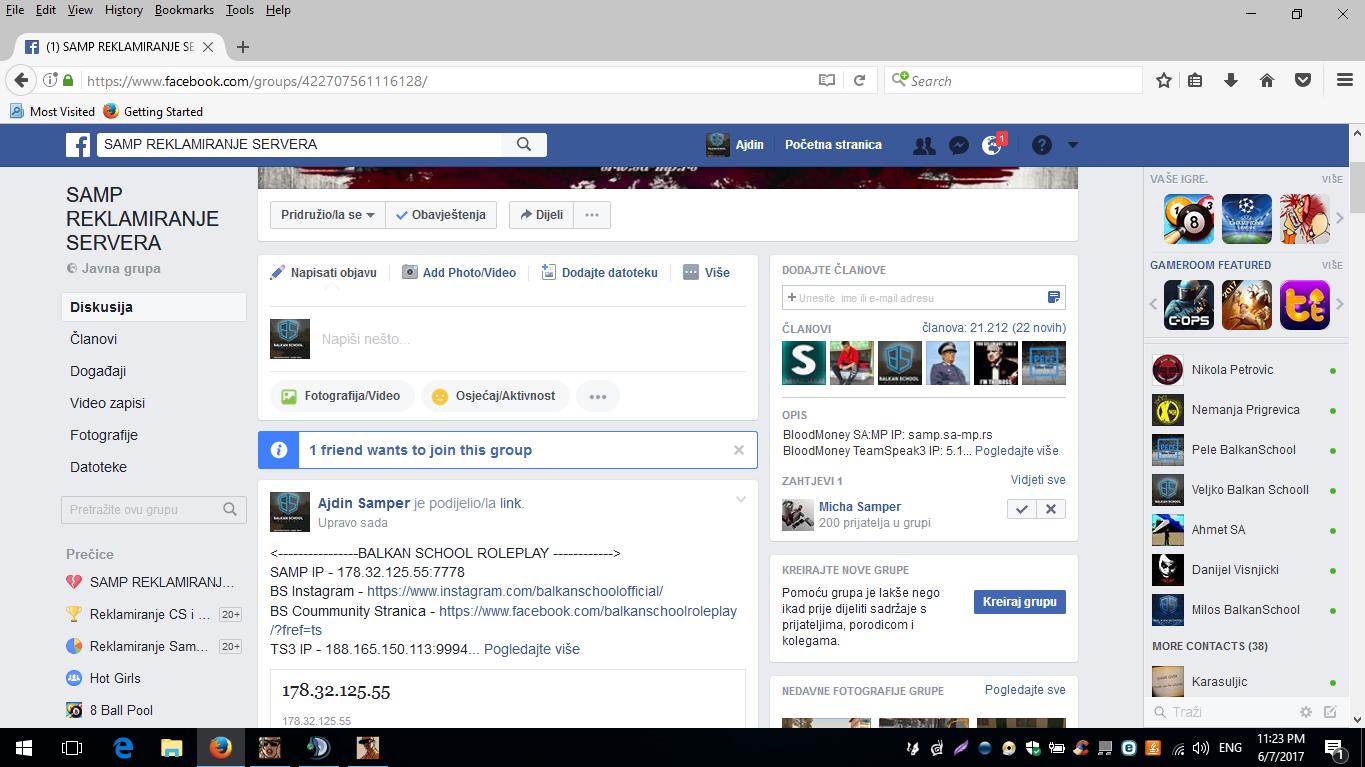 File Edit View History Bookmarks Tools Help
(1) SAMP REKLAMIRANJE SE
https://www.facebook.com/groups/422707561116128/
Search
Most Visited Getting Started
SAMP REKLAMIRANJE SERVERA
Ajdin Početna stranica 1
SAMP
REKLAMIRANJE
SERVERA
Javna grupa
Diskusija
Članovi
Događaji
Video zapisi
Fotografije
Datoteke
Pretražite ovu grupu
Prečice
SAMP REKLAMIRANJ...
Reklamiranje CS i ... 20+
Reklamiranje Sam... 20+
Hot Girls
8 Ball Pool
Pridružio/la se Obavještenja Dijeli ...
Napisati objavu Add Photo/Video Dodajte datoteku Više
Napiši nešto...
Fotografija/Video Osjećaj/Aktivnost ...
1 friend wants to join this group
Ajdin Samper je podijelio/la link.
Upravo sada
<----------------BALKAN SCHOOL ROLEPLAY ------------>
SAMP IP - 178.32.125.55:7778
BS Instagram - https://www.instagram.com/balkanschoolofficial/
BS Coummunty Stranica - https://www.facebook.com/balkanschoolroleplay
/?fref=ts
TS3 IP - 188.165.150.113:9994... Pogledajte više
178.32.125.55
178.32.125.55
DODAJTE ČLANOVE
+ Unesite ime ili e-mail adresu
ČLANOVI članova: 21.212 (22 novih)
OPIS
BloodMoney SA:MP IP: samp.sa-mp.rs
BloodMoney TeamSpeak3 IP: 5.1... Pogledajte više
ZAHTJEVI 1 Vidjeti sve
Micha Samper
200 prijatelja u grupi
KREIRAJTE NOVE GRUPE
Pomoću grupa je lakše nego
ikad prije dijeliti sadržaje s
prijateljima, porodicom i
kolegama.
Kreiraj grupu
NEDAVNE FOTOGRAFIJE GRUPE Pogledajte sve
VAŠE IGRE. VIŠE
GAMEROOM FEATURED VIŠE
C-OPS
2017
Nikola Petrovic
Nemanja Prigrevica
Pele BalkanSchool
Veljko Balkan Schooll
Ahmet SA
Danijel Visnjicki
Milos BalkanSchool
MORE CONTACTS (38)
Karasuljic
Traži
ENG
11:23 PM
6/7/2017
1